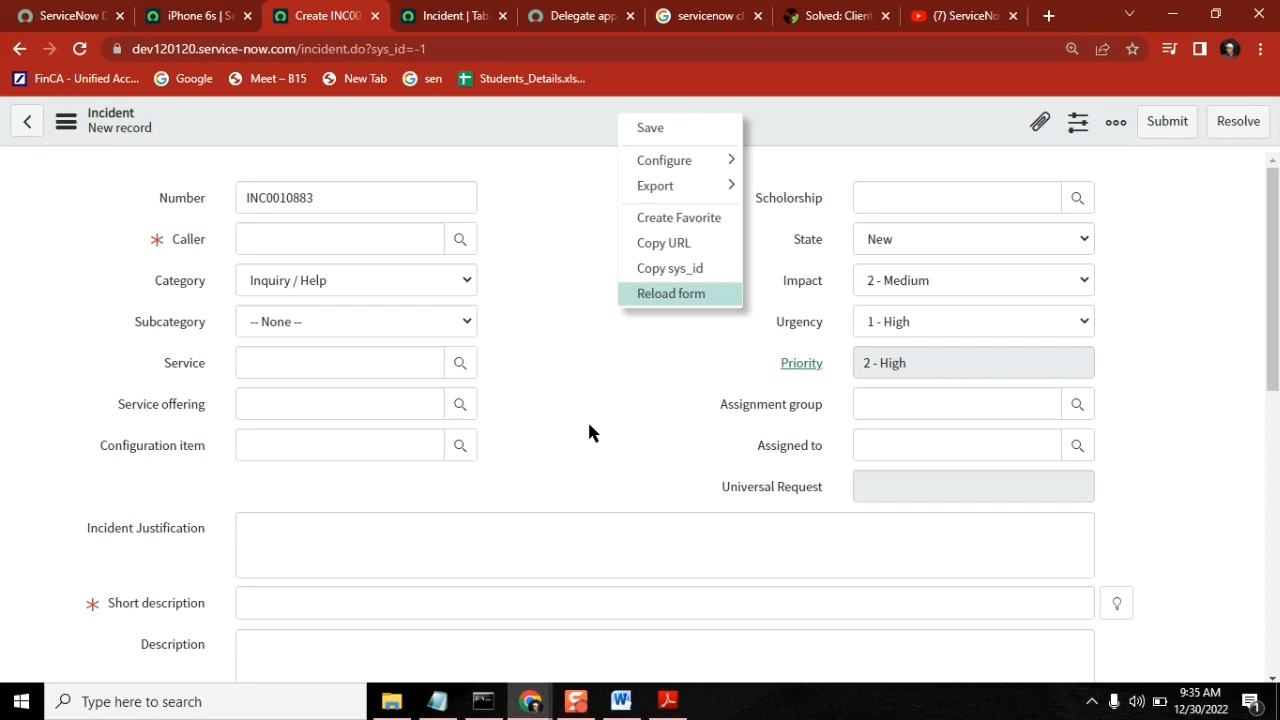 ServiceNow D
iPhone 6s | Se
Create INC00
Incident | Tab
Delegate app
servicenow cl
Solved: Client
(7) ServiceNo
dev120120.service-now.com/incident.do?sys_id=-1
FinCA - Unified Acc...
Google
Meet – B15
New Tab
sen
Students_Details.xls...
Incident
New record
Submit
Resolve
Save
Configure
Export
Create Favorite
Copy URL
Copy sys_id
Reload form
Number
INC0010883
Scholorship
Caller
State
New
Category
Inquiry / Help
Impact
2 - Medium
Subcategory
-- None --
Urgency
1 - High
Service
Priority
2 - High
Service offering
Assignment group
Configuration item
Assigned to
Universal Request
Incident Justification
Short description
Description
Type here to search
9:35 AM
12/30/2022
1